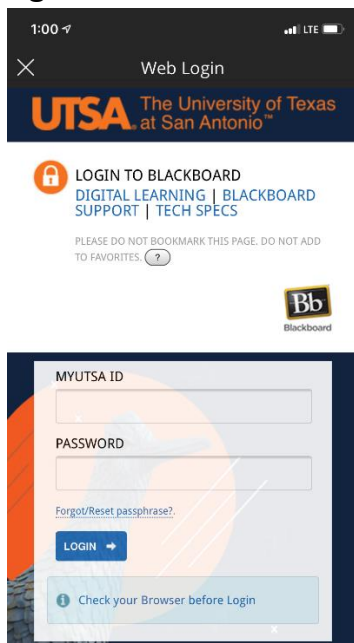 1:00
LTE
Web Login
UTSA
The University of Texas
at San Antonio™
LOGIN TO BLACKBOARD
DIGITAL LEARNING | BLACKBOARD
SUPPORT | TECH SPECS
PLEASE DO NOT BOOKMARK THIS PAGE. DO NOT ADD
TO FAVORITES. ?
Bb
Blackboard
MYUTSA ID
PASSWORD
Forgot/Reset passphrase?.
LOGIN
Check your Browser before Login